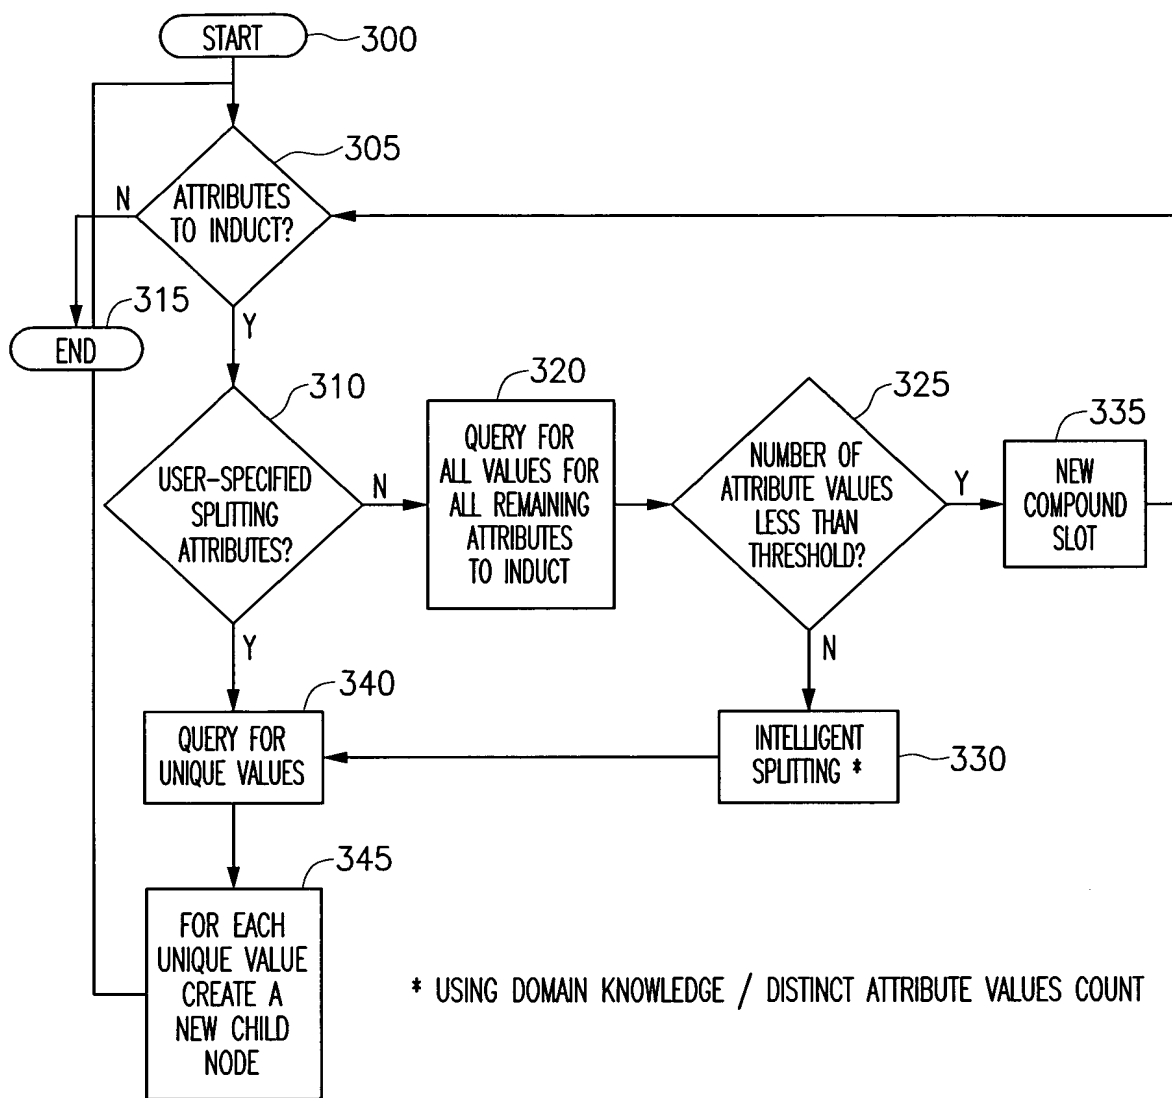 START
300
305
ATTRIBUTES
TO INDUCT?
N
Y
315
END
310
USER-SPECIFIED
SPLITTING
ATTRIBUTES?
N
Y
320
QUERY FOR
ALL VALUES FOR
ALL REMAINING
ATTRIBUTES
TO INDUCT
325
NUMBER OF
ATTRIBUTE VALUES
LESS THAN
THRESHOLD?
Y
N
335
NEW
COMPOUND
SLOT
340
QUERY FOR
UNIQUE VALUES
INTELLIGENT
SPLITTING *
330
345
FOR EACH
UNIQUE VALUE
CREATE A
NEW CHILD
NODE
* USING DOMAIN KNOWLEDGE / DISTINCT ATTRIBUTE VALUES COUNT